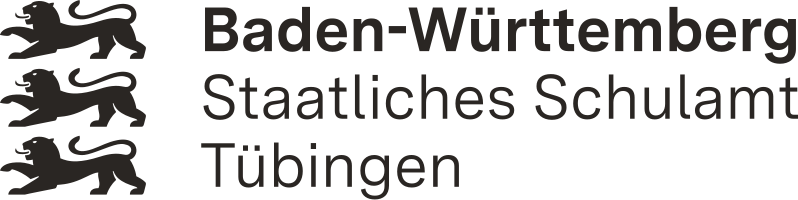 Baden-Württemberg
Staatliches Schulamt
Tübingen